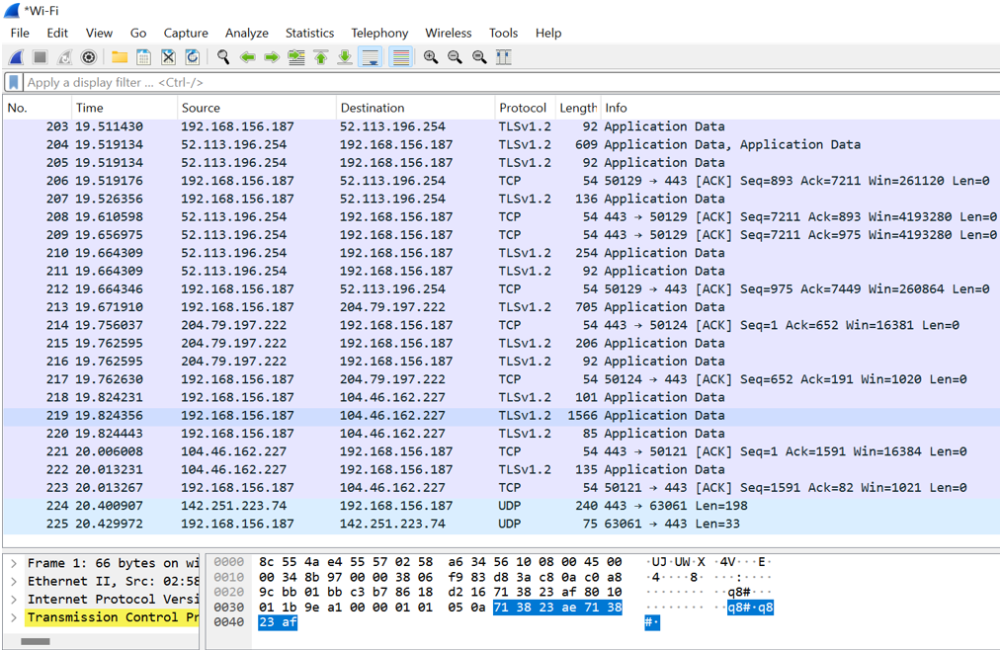 *Wi-Fi
File Edit View Go Capture Analyze Statistics Telephony Wireless Tools Help
Apply a display filter ... <Ctrl-/>
No. Time Source Destination Protocol Length Info
203 19.511430 192.168.156.187 52.113.196.254 TLSv1.2 92 Application Data
204 19.519134 52.113.196.254 192.168.156.187 TLSv1.2 609 Application Data, Application Data
205 19.519134 52.113.196.254 192.168.156.187 TLSv1.2 92 Application Data
206 19.519176 192.168.156.187 52.113.196.254 TCP 54 50129 → 443 [ACK] Seq=893 Ack=7211 Win=261120 Len=0
207 19.526356 192.168.156.187 52.113.196.254 TLSv1.2 136 Application Data
208 19.610598 52.113.196.254 192.168.156.187 TCP 54 443 → 50129 [ACK] Seq=7211 Ack=893 Win=4193280 Len=0
209 19.656975 52.113.196.254 192.168.156.187 TCP 54 443 → 50129 [ACK] Seq=7211 Ack=975 Win=4193280 Len=0
210 19.664309 52.113.196.254 192.168.156.187 TLSv1.2 254 Application Data
211 19.664309 52.113.196.254 192.168.156.187 TLSv1.2 92 Application Data
212 19.664346 192.168.156.187 52.113.196.254 TCP 54 50129 → 443 [ACK] Seq=975 Ack=7449 Win=260864 Len=0
213 19.671910 192.168.156.187 204.79.197.222 TLSv1.2 705 Application Data
214 19.756037 204.79.197.222 192.168.156.187 TCP 54 443 → 50124 [ACK] Seq=1 Ack=652 Win=16381 Len=0
215 19.762595 204.79.197.222 192.168.156.187 TLSv1.2 206 Application Data
216 19.762595 204.79.197.222 192.168.156.187 TLSv1.2 92 Application Data
217 19.762630 192.168.156.187 204.79.197.222 TCP 54 50124 → 443 [ACK] Seq=652 Ack=191 Win=1020 Len=0
218 19.824231 192.168.156.187 104.46.162.227 TLSv1.2 101 Application Data
219 19.824356 192.168.156.187 104.46.162.227 TLSv1.2 1566 Application Data
220 19.824443 192.168.156.187 104.46.162.227 TLSv1.2 85 Application Data
221 20.006008 104.46.162.227 192.168.156.187 TCP 54 443 → 50121 [ACK] Seq=1 Ack=1591 Win=16384 Len=0
222 20.013231 104.46.162.227 192.168.156.187 TLSv1.2 135 Application Data
223 20.013267 192.168.156.187 104.46.162.227 TCP 54 50121 → 443 [ACK] Seq=1591 Ack=82 Win=1021 Len=0
224 20.400907 142.251.223.74 192.168.156.187 UDP 240 443 → 63061 Len=198
225 20.429972 192.168.156.187 142.251.223.74 UDP 75 63061 → 443 Len=33
Frame 1: 66 bytes on wi
Ethernet II, Src: 02:58
Internet Protocol Versi
Transmission Control Pr
0000 8c 55 4a e4 55 57 02 58 a6 34 56 10 08 00 45 00 ·UJ·UW·X ·4V···E·
0010 00 34 8b 97 00 00 38 06 f9 83 d8 3a c8 0a c0 a8 ·4····8· ···:····
0020 9c bb 01 bb c3 b7 86 18 d2 16 71 38 23 af 80 10 ········ ··q8#···
0030 01 1b 9e a1 00 00 01 01 05 0a 71 38 23 ae 71 38 ········ ··q8#·q8
0040 23 af #·